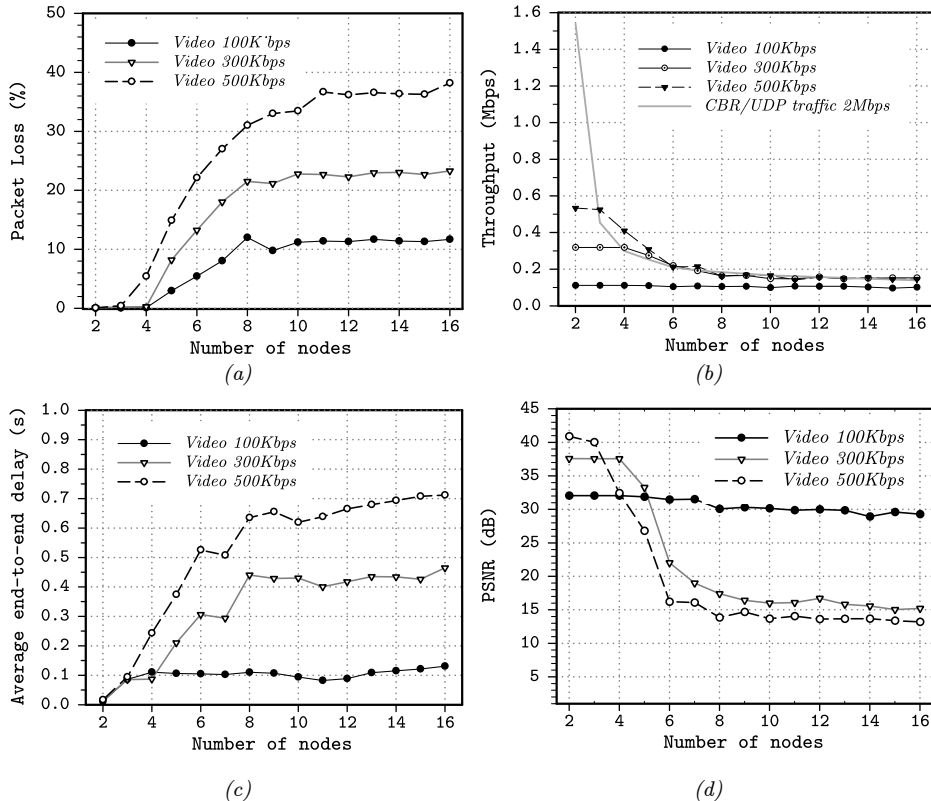 50
40
30
20
10
0
Packet Loss (%)
Video 100K˙bps
Video 300Kbps
Video 500Kbps
2 4 6 8 10 12 14 16
Number of nodes
(a)
1.6
1.4
1.2
1.0
0.8
0.6
0.4
0.2
0.0
Throughput (Mbps)
Video 100Kbps
Video 300Kbps
Video 500Kbps
CBR/UDP traffic 2Mbps
2 4 6 8 10 12 14 16
Number of nodes
(b)
1.0
0.9
0.8
0.7
0.6
0.5
0.4
0.3
0.2
0.1
0.0
Average end-to-end delay (s)
Video 100Kbps
Video 300Kbps
Video 500Kbps
2 4 6 8 10 12 14 16
Number of nodes
(c)
45
40
35
30
25
20
15
10
5
PSNR (dB)
Video 100Kbps
Video 300Kbps
Video 500Kbps
2 4 6 8 10 12 14 16
Number of nodes
(d)